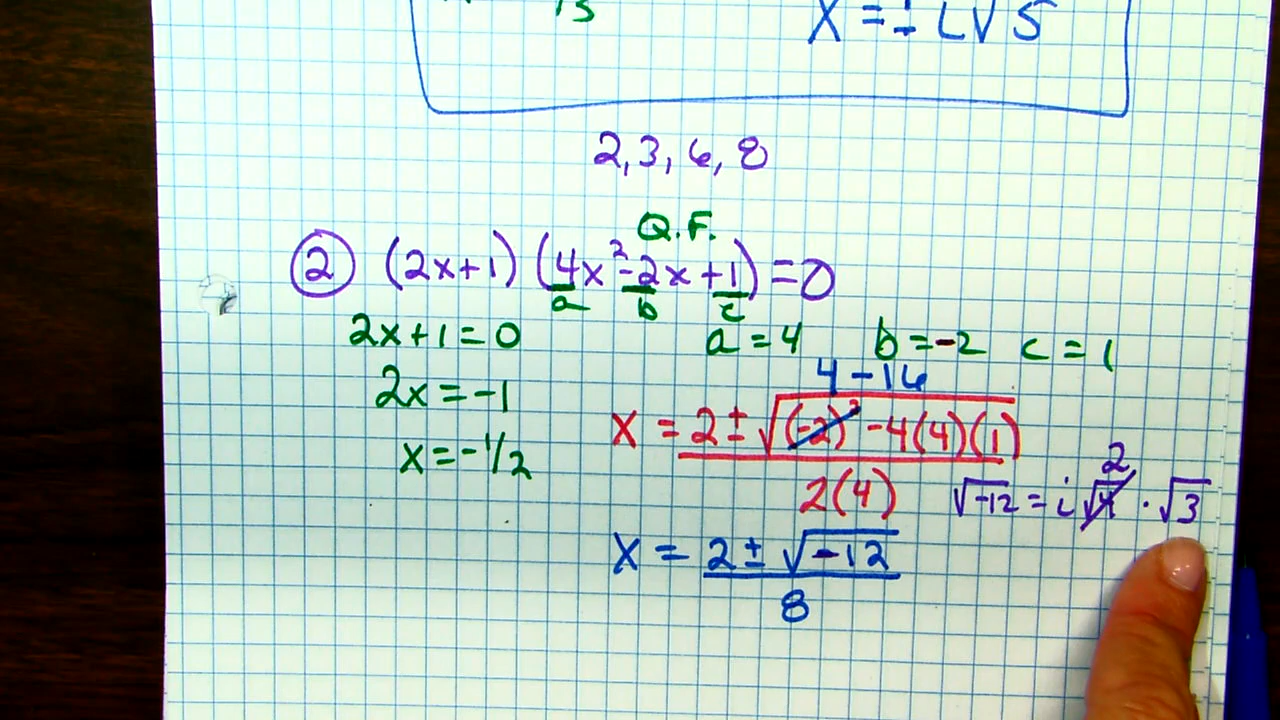 15 X = ± i√5
2, 3, 6, 8
Q.F.
② (2x+1) (4x²-2x+1) = 0
a b c
2x+1=0 a=4 b=-2 c=1
2x=-1 4-16
x = 2 ± √(-2)² -4(4)(1)
x=-1/2
2
2(4) √-12 = i√4 · √3
x = 2 ± √-12
8